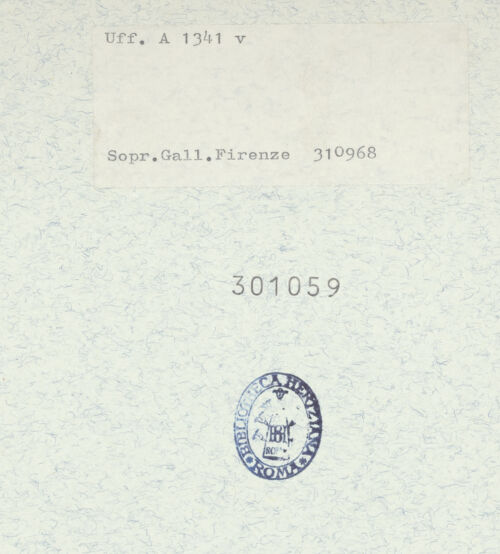 Uff. A 1341 v
Sopr.Gall.Firenze 310968
301059
BIBLIOTECA HERTZIANA
ROMA